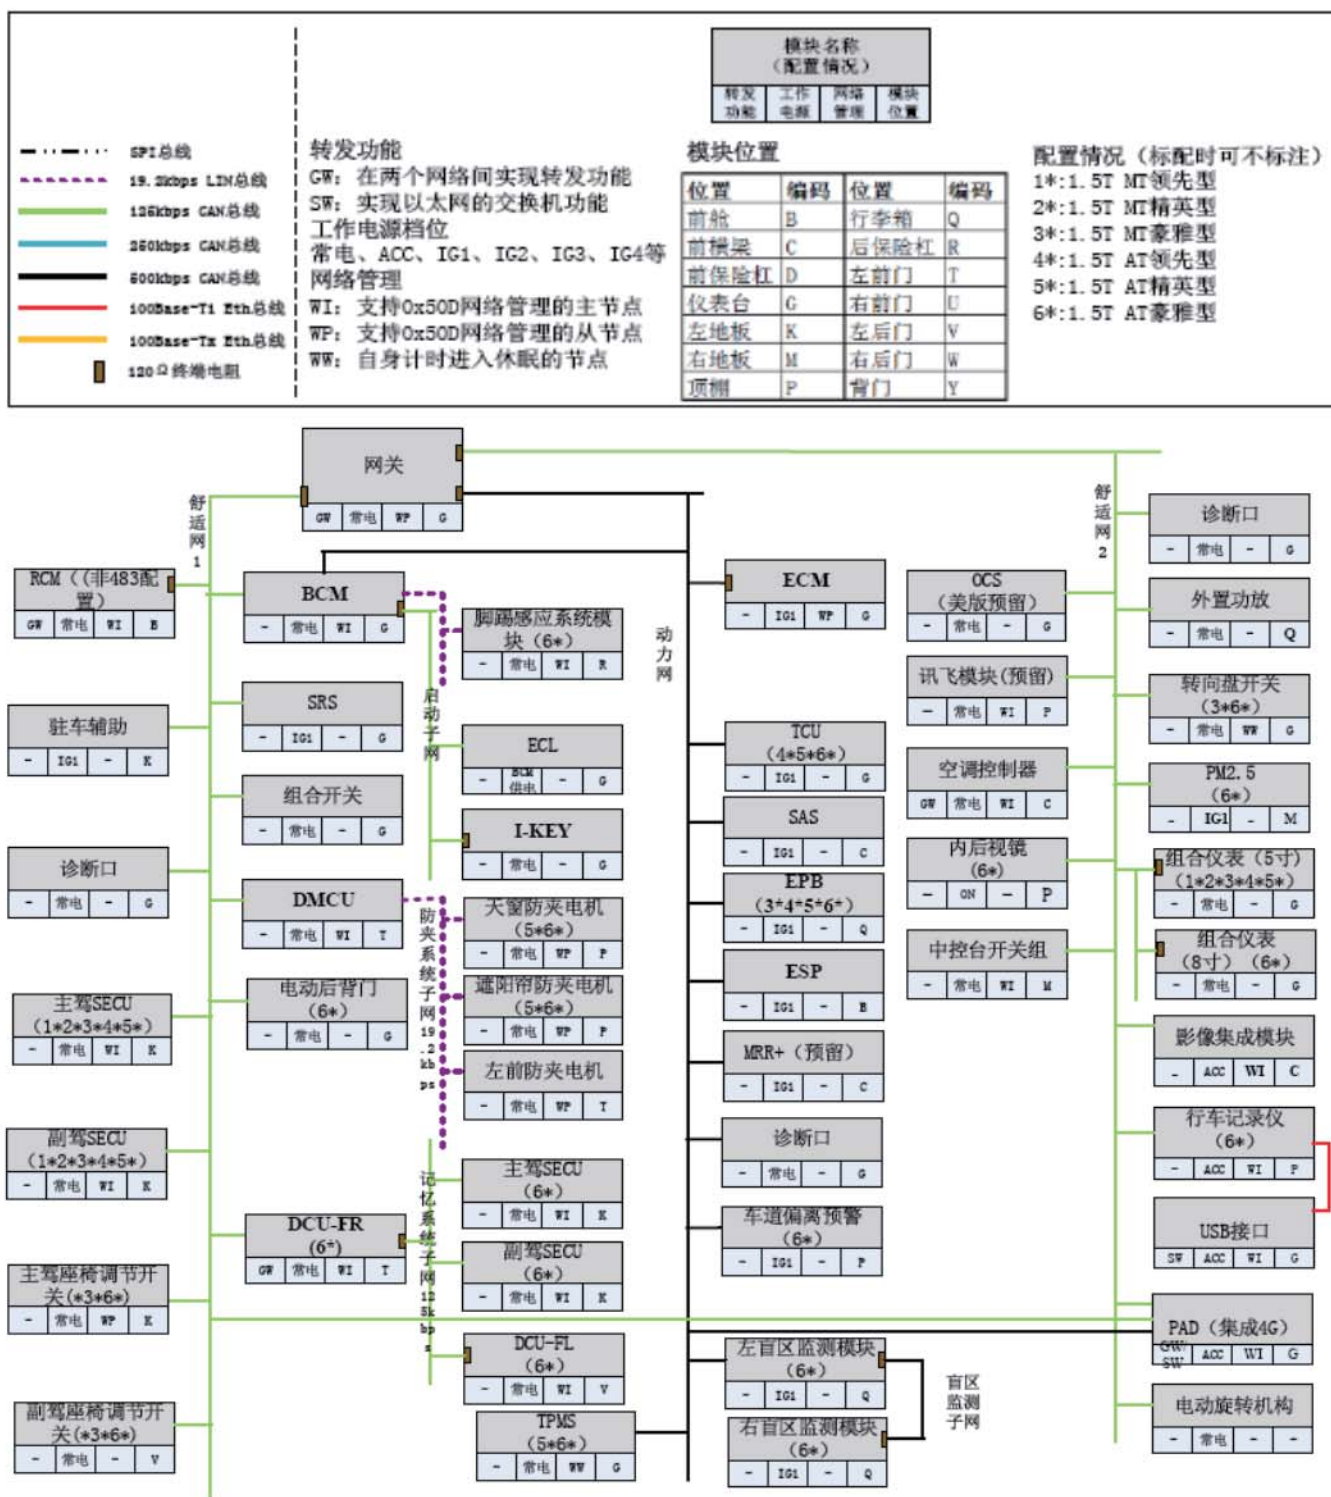 模块名称
(配置情况)
转发功能 工作电源 网络管理 模块位置
SPI总线
19.2kbps LIN总线
125kbps CAN总线
250kbps CAN总线
500kbps CAN总线
100Base-T1 Eth总线
100Base-Tx Eth总线
120Ω终端电阻
转发功能
GW: 在两个网络间实现转发功能
SW: 实现以太网的交换机功能
工作电源档位
常电、ACC、IG1、IG2、IG3、IG4等
网络管理
WI: 支持0x50D网络管理的主节点
WP: 支持0x50D网络管理的从节点
WW: 自身计时进入休眠的节点
模块位置
位置 编码 位置 编码
前舱 B 行李箱 Q
前横梁 C 后保险杠 R
前保险杠 D 左前门 T
仪表台 G 右前门 U
左地板 K 左后门 V
右地板 M 右后门 W
顶棚 P 背门 Y
配置情况(标配时可不标注)
1*:1.5T MT领先型
2*:1.5T MT精英型
3*:1.5T MT豪雅型
4*:1.5T AT领先型
5*:1.5T AT精英型
6*:1.5T AT豪雅型
网关
GW 常电 WP G
舒适网1
RCM ((非483配
置)
GW 常电 WI B
驻车辅助
- IG1 - K
诊断口
- 常电 - G
主驾SECU
(1*2*3*4*5*)
- 常电 WI K
副驾SECU
(1*2*3*4*5*)
- 常电 WI K
主驾座椅调节开
关(*3*6*)
- 常电 WP K
副驾座椅调节开
关(*3*6*)
- 常电 - V
BCM
- 常电 WI G
SRS
- IG1 - G
组合开关
- 常电 - G
DMCU
- 常电 WI T
电动后背门
(6*)
- 常电 - G
DCU-FR
(6*)
GW 常电 WI T
启动子网
防夹系统子网19.2kbps
记忆系统子网125kbps
脚踢感应系统模
块(6*)
- 常电 WI R
ECL
- BCM供电 - G
I-KEY
- 常电 - G
天窗防夹电机
(5*6*)
- 常电 WP P
遮阳帘防夹电机
(5*6*)
- 常电 WP P
左前防夹电机
- 常电 WP T
主驾SECU
(6*)
- 常电 WI K
副驾SECU
(6*)
- 常电 WI K
DCU-FL
(6*)
- 常电 WI V
TPMS
(5*6*)
- 常电 WW G
动力网
ECM
- IG1 WP G
TCU
(4*5*6*)
- IG1 - G
SAS
- IG1 - C
EPB
(3*4*5*6*)
- IG1 - Q
ESP
- IG1 - B
MRR+(预留)
- IG1 - C
诊断口
- 常电 - G
车道偏离预警
(6*)
- IG1 - P
左盲区监测模块
(6*)
- IG1 - Q
右盲区监测模块
(6*)
- IG1 - Q
盲区
监测
子网
舒适网2
OCS
(美版预留)
- 常电 - G
讯飞模块(预留)
- 常电 WI P
空调控制器
GW 常电 WI C
内后视镜
(6*)
- ON - P
中控台开关组
- 常电 WI M
诊断口
- 常电 - G
外置功放
- 常电 - Q
转向盘开关
(3*6*)
- 常电 WW G
PM2.5
(6*)
- IG1 - M
组合仪表(5寸)
(1*2*3*4*5*)
- 常电 - G
组合仪表
(8寸) (6*)
- 常电 - G
影像集成模块
- ACC WI C
行车记录仪
(6*)
- ACC WI P
USB接口
SW ACC WI G
PAD(集成4G)
GW/SW ACC WI G
电动旋转机构
- 常电 - -